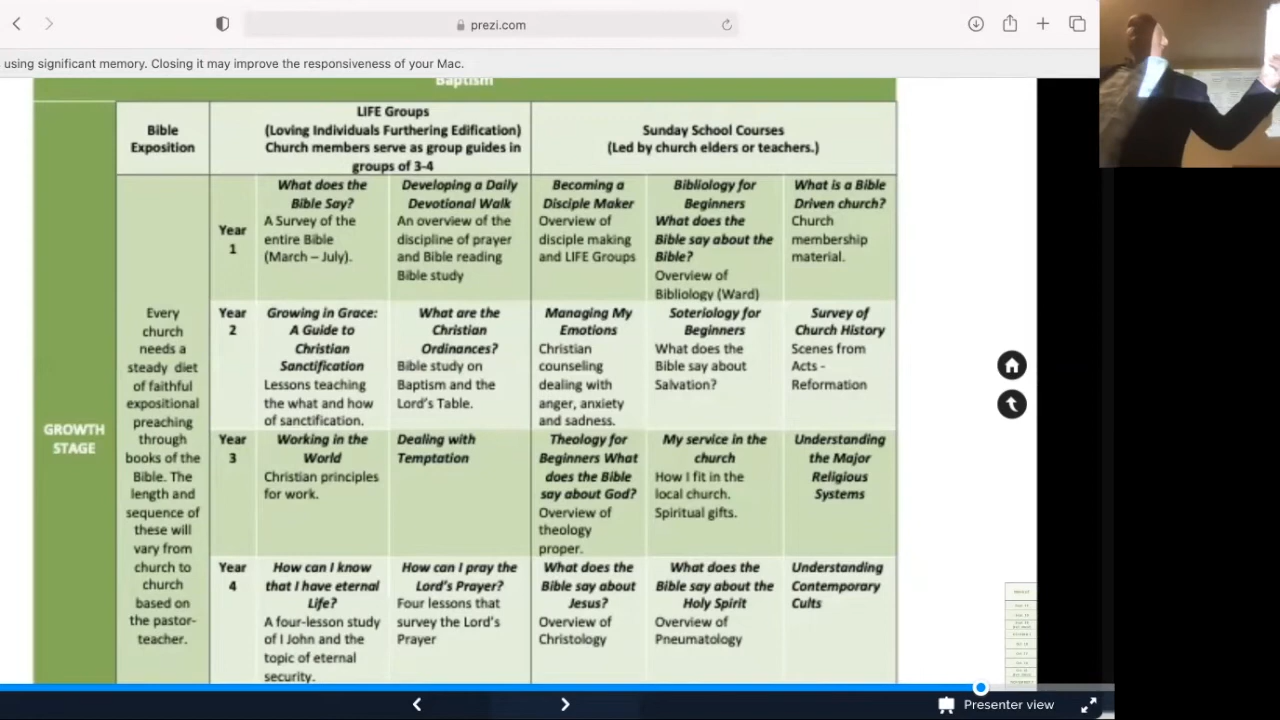 prezi.com
using significant memory. Closing it may improve the responsiveness of your Mac.
Baptism
GROWTH
STAGE
Bible
Exposition
LIFE Groups
(Loving Individuals Furthering Edification)
Church members serve as group guides in
groups of 3-4
Sunday School Courses
(Led by church elders or teachers.)
Every
church
needs a
steady diet
of faithful
expositional
preaching
through
books of the
Bible. The
length and
sequence of
these will
vary from
church to
church
based on
the pastor-
teacher.
Year
1
What does the
Bible Say?
A Survey of the
entire Bible
(March – July).
Developing a Daily
Devotional Walk
An overview of the
discipline of prayer
and Bible reading
Bible study
Becoming a
Disciple Maker
Overview of
disciple making
and LIFE Groups
Bibliology for
Beginners
What does the
Bible say about the
Bible?
Overview of
Bibliology (Ward)
What is a Bible
Driven church?
Church
membership
material.
Year
2
Growing in Grace:
A Guide to
Christian
Sanctification
Lessons teaching
the what and how
of sanctification.
What are the
Christian
Ordinances?
Bible study on
Baptism and the
Lord's Table.
Managing My
Emotions
Christian
counseling
dealing with
anger, anxiety
and sadness.
Soteriology for
Beginners
What does the
Bible say about
Salvation?
Survey of
Church History
Scenes from
Acts -
Reformation
Year
3
Working in the
World
Christian principles
for work.
Dealing with
Temptation
Theology for
Beginners What
does the Bible
say about God?
Overview of
theology
proper.
My service in the
church
How I fit in the
local church.
Spiritual gifts.
Understanding
the Major
Religious
Systems
Year
4
How can I know
that I have eternal
Life?
A four-lesson study
of I John and the
topic of eternal
security.
How can I pray the
Lord's Prayer?
Four lessons that
survey the Lord's
Prayer
What does the
Bible say about
Jesus?
Overview of
Christology
What does the
Bible say about the
Holy Spirit
Overview of
Pneumatology
Understanding
Contemporary
Cults
Presenter view